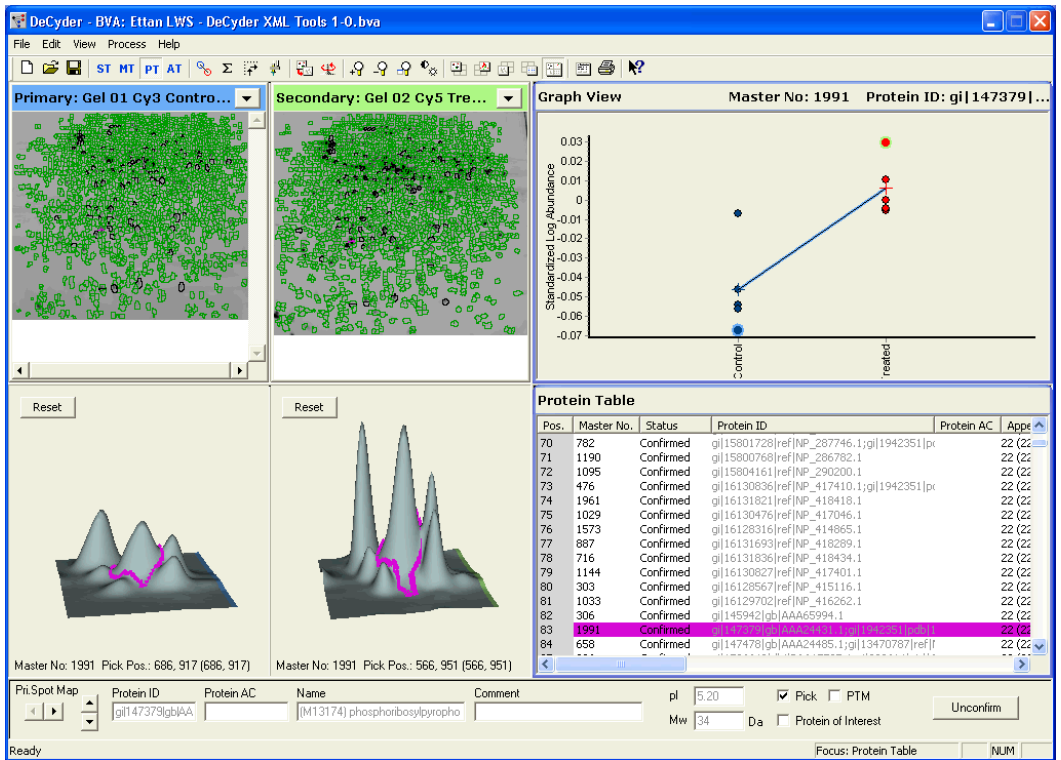 DeCyder - BVA: Ettan LWS - DeCyder XML Tools 1-0.bva
File Edit View Process Help
ST MT PT AT Σ
Primary: Gel 01 Cy3 Contro...
Secondary: Gel 02 Cy5 Tre...
Graph View Master No: 1991 Protein ID: gi|147379|...
Standardized Log Abundance
0.03
0.02
0.01
0
-0.01
-0.02
-0.03
-0.04
-0.05
-0.06
-0.07
Control
Treated
Reset
Master No: 1991 Pick Pos.: 686, 917 (686, 917)
Reset
Master No: 1991 Pick Pos.: 566, 951 (566, 951)
Protein Table
Pos. Master No. Status Protein ID Protein AC Appe
70 782 Confirmed gi|15801728|ref|NP_287746.1;gi|1942351|pc 22 (22
71 1190 Confirmed gi|15800768|ref|NP_286782.1 22 (22
72 1095 Confirmed gi|15804161|ref|NP_290200.1 22 (22
73 476 Confirmed gi|16130836|ref|NP_417410.1;gi|1942351|pc 22 (22
74 1961 Confirmed gi|16131821|ref|NP_418418.1 22 (22
75 1029 Confirmed gi|16130476|ref|NP_417046.1 22 (22
76 1573 Confirmed gi|16128316|ref|NP_414865.1 22 (22
77 887 Confirmed gi|16131693|ref|NP_418289.1 22 (22
78 716 Confirmed gi|16131836|ref|NP_418434.1 22 (22
79 1144 Confirmed gi|16130827|ref|NP_417401.1 22 (22
80 303 Confirmed gi|16128567|ref|NP_415116.1 22 (22
81 1033 Confirmed gi|16129702|ref|NP_416262.1 22 (22
82 306 Confirmed gi|145942|gb|AAA65994.1 22 (22
83 1991 Confirmed gi|147379|gb|AAA24431.1;gi|1942351|pdb|1 22 (22
84 658 Confirmed gi|147478|gb|AAA24485.1;gi|13470787|ref|N 22 (22
Pri.Spot Map
Protein ID Protein AC Name Comment
gi|147379|gb|AA (M13174) phosphoribosylpyropho
pI 5.20
Mw 34 Da
Pick PTM
Protein of Interest
Unconfirm
Ready Focus: Protein Table NUM